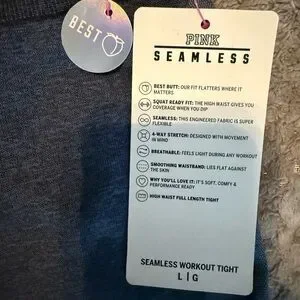 BEST
PINK
SEAMLESS
BEST BUTT: OUR FIT FLATTERS WHERE IT
MATTERS
SQUAT READY FIT: THE HIGH WAIST GIVES YOU
COVERAGE WHEN YOU DIP
SEAMLESS: THIS ENGINEERED FABRIC IS SUPER
FLEXIBLE
4-WAY STRETCH: DESIGNED WITH MOVEMENT
IN MIND
BREATHABLE: FEELS LIGHT DURING ANY WORKOUT
SMOOTHING WAISTBAND: LIES FLAT AGAINST
THE SKIN
WHY YOU'LL LOVE IT: IT'S SOFT, COMFY &
PERFORMANCE READY
HIGH WAIST FULL LENGTH TIGHT
SEAMLESS WORKOUT TIGHT
L | G